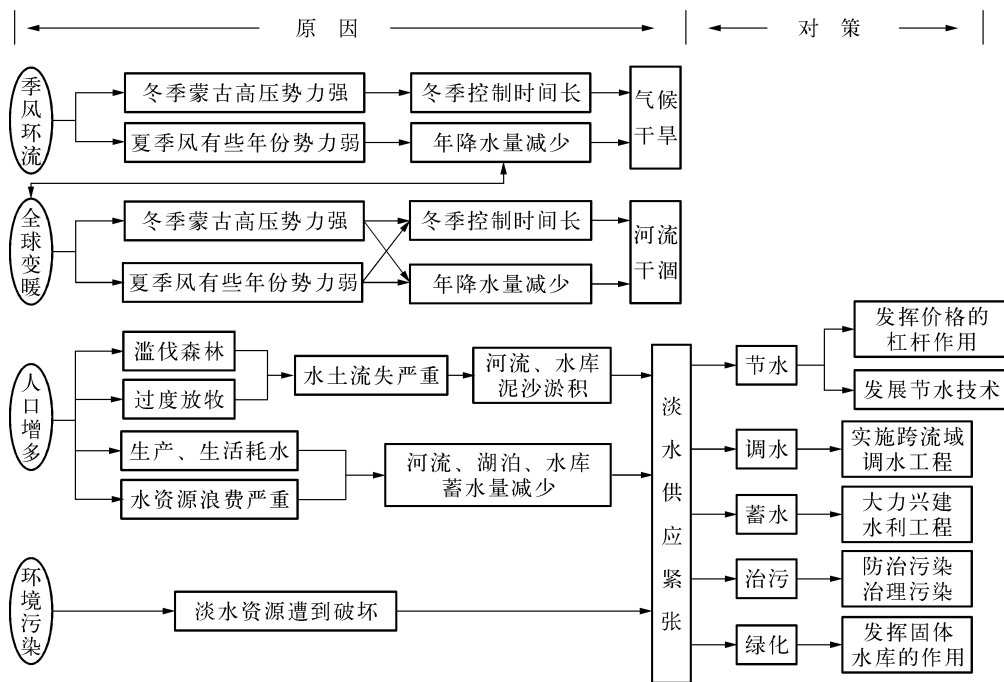 原因
对策
季风环流
冬季蒙古高压势力强
冬季控制时间长
夏季风有些年份势力弱
年降水量减少
气候
干旱
全球变暖
冬季蒙古高压势力强
冬季控制时间长
夏季风有些年份势力弱
年降水量减少
河流
干涸
人口增多
滥伐森林
过度放牧
水土流失严重
河流、水库
泥沙淤积
生产、生活耗水
水资源浪费严重
河流、湖泊、水库
蓄水量减少
环境污染
淡水资源遭到破坏
淡水供应紧张
节水
发挥价格的
杠杆作用
发展节水技术
调水
实施跨流域
调水工程
蓄水
大力兴建
水利工程
治污
防治污染
治理污染
绿化
发挥固体
水库的作用